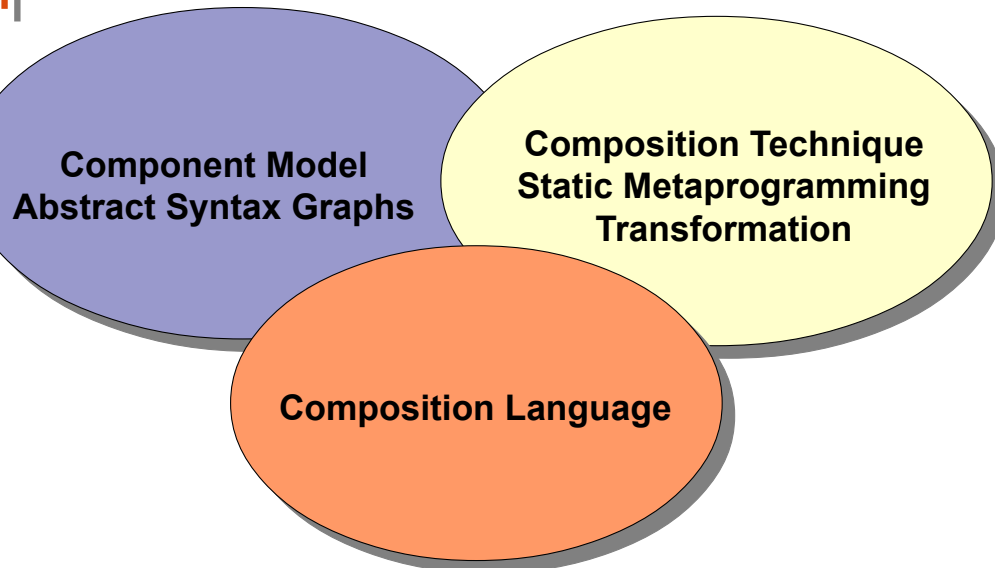 Component Model
Abstract Syntax Graphs
Composition Technique
Static Metaprogramming
Transformation
Composition Language